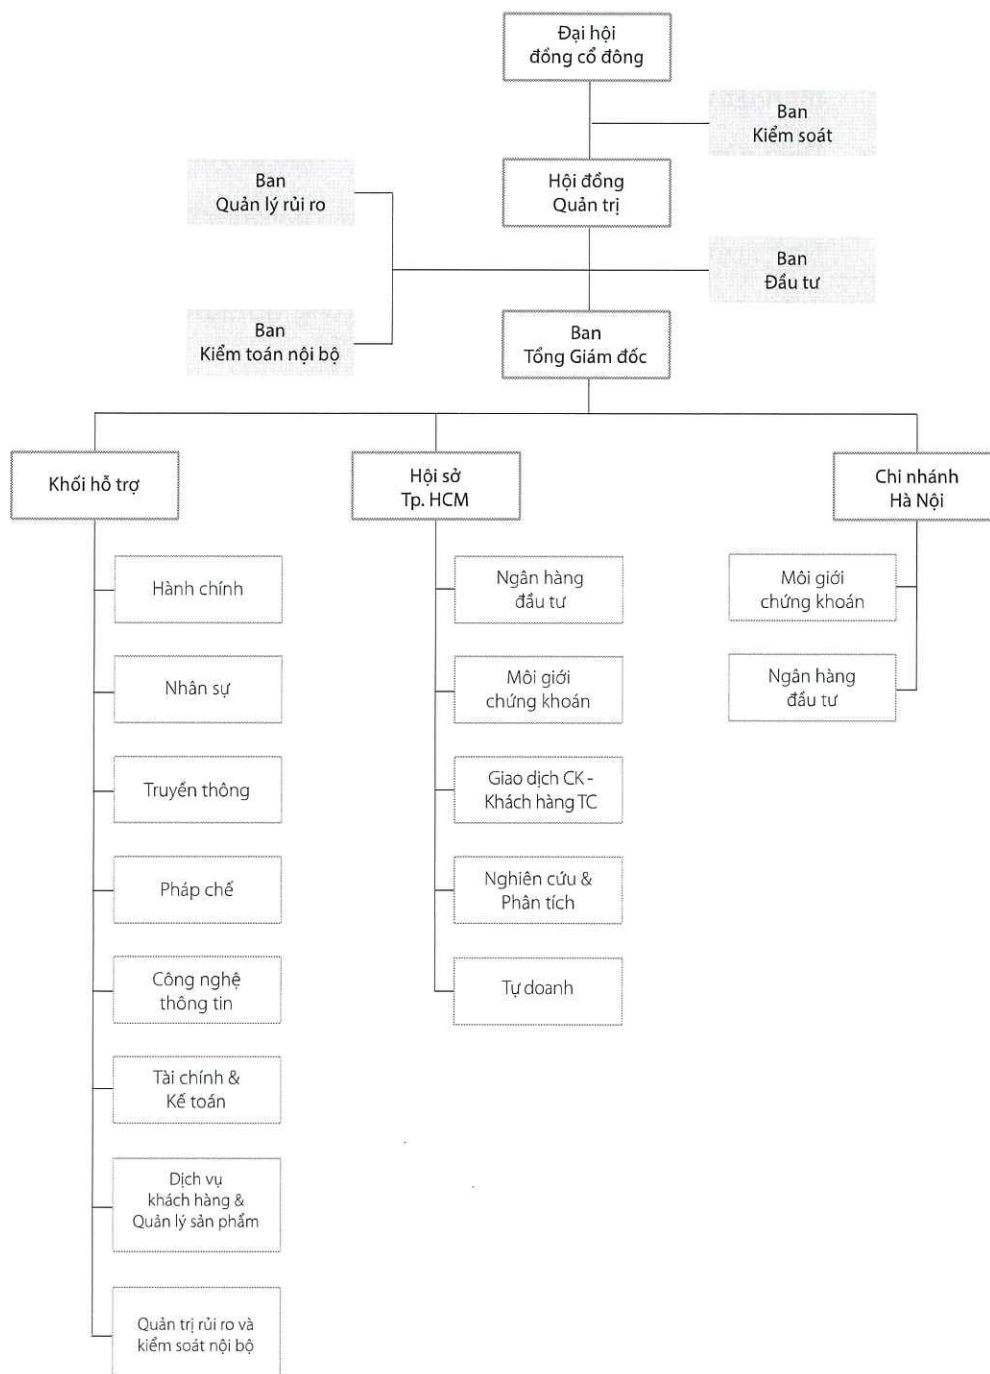 Đại hội
đồng cổ đông
Ban
Kiểm soát
Ban
Quản lý rủi ro
Hội đồng
Quản trị
Ban
Đầu tư
Ban
Kiểm toán nội bộ
Ban
Tổng Giám đốc
Khối hỗ trợ
Hội sở
Tp. HCM
Chi nhánh
Hà Nội
Hành chính
Nhân sự
Truyền thông
Pháp chế
Công nghệ
thông tin
Tài chính &
Kế toán
Dịch vụ
khách hàng &
Quản lý sản phẩm
Quản trị rủi ro và
kiểm soát nội bộ
Ngân hàng
đầu tư
Môi giới
chứng khoán
Giao dịch CK -
Khách hàng TC
Nghiên cứu &
Phân tích
Tự doanh
Môi giới
chứng khoán
Ngân hàng
đầu tư